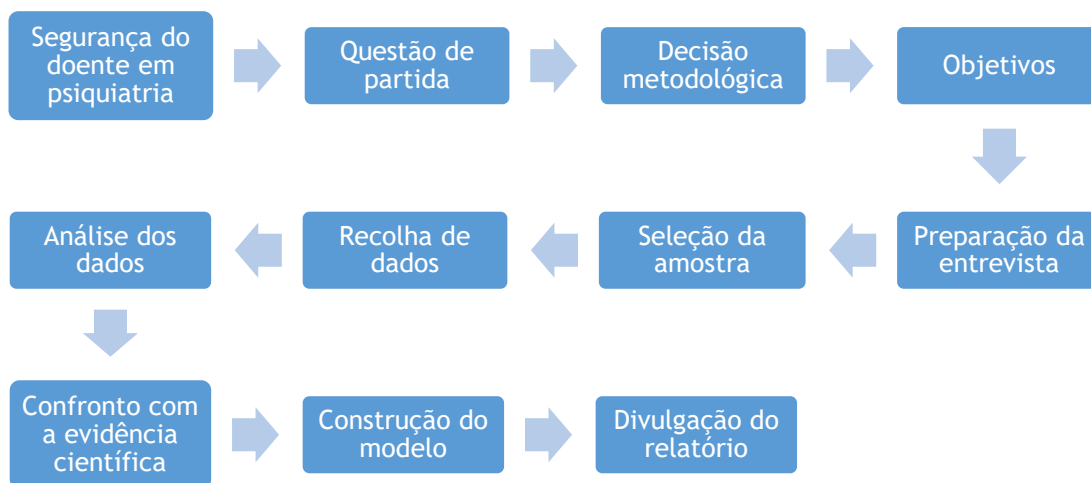 Segurança do
doente em
psiquiatria
Questão de
partida
Decisão
metodológica
Objetivos
Preparação da
entrevista
Seleção da
amostra
Recolha de
dados
Análise dos
dados
Confronto com
a evidência
científica
Construção do
modelo
Divulgação do
relatório